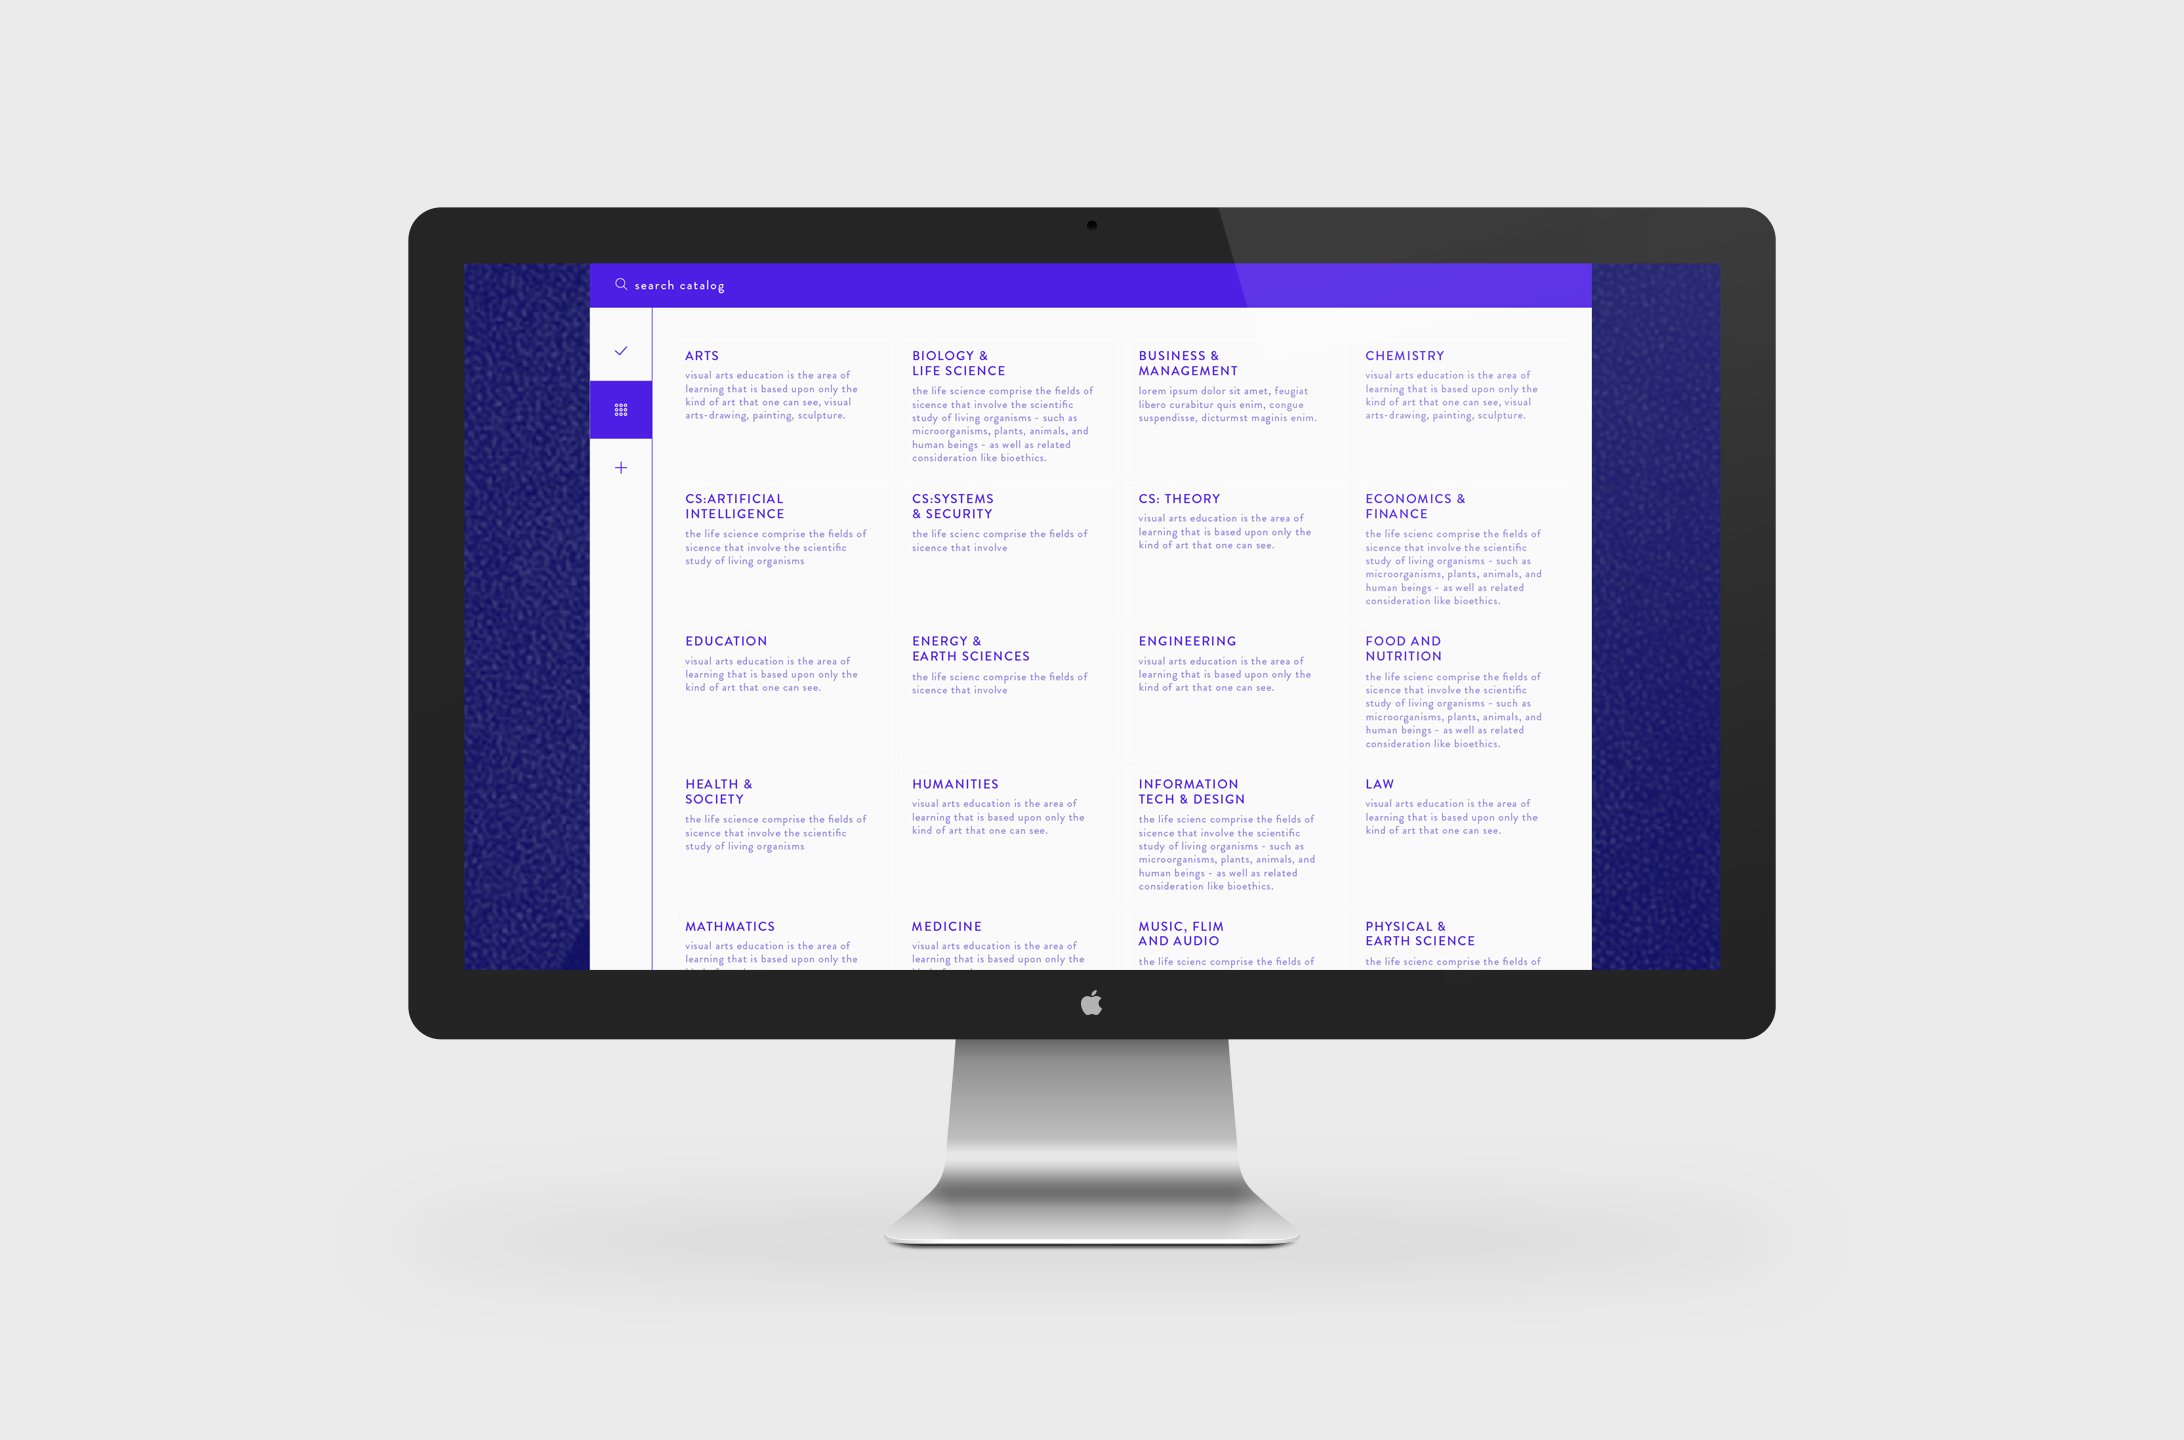 search catalog
ARTS
visual arts education is the area of
learning that is based upon only the
kind of art that one can see, visual
arts-drawing, painting, sculpture.
BIOLOGY &
LIFE SCIENCE
the life science comprise the fields of
sicence that involve the scientific
study of living organisms - such as
microorganisms, plants, animals, and
human beings - as well as related
consideration like bioethics.
BUSINESS &
MANAGEMENT
lorem ipsum dolor sit amet, feugiat
libero curabitur quis enim, congue
suspendisse, dicturmst maginis enim.
CHEMISTRY
visual arts education is the area of
learning that is based upon only the
kind of art that one can see, visual
arts-drawing, painting, sculpture.
CS:ARTIFICIAL
INTELLIGENCE
the life science comprise the fields of
sicence that involve the scientific
study of living organisms
CS:SYSTEMS
& SECURITY
the life scienc comprise the fields of
sicence that involve
CS: THEORY
visual arts education is the area of
learning that is based upon only the
kind of art that one can see.
ECONOMICS &
FINANCE
the life scienc comprise the fields of
sicence that involve the scientific
study of living organisms - such as
microorganisms, plants, animals, and
human beings - as well as related
consideration like bioethics.
EDUCATION
visual arts education is the area of
learning that is based upon only the
kind of art that one can see.
ENERGY &
EARTH SCIENCES
the life scienc comprise the fields of
sicence that involve
ENGINEERING
visual arts education is the area of
learning that is based upon only the
kind of art that one can see.
FOOD AND
NUTRITION
the life scienc comprise the fields of
sicence that involve the scientific
study of living organisms - such as
microorganisms, plants, animals, and
human beings - as well as related
consideration like bioethics.
HEALTH &
SOCIETY
the life science comprise the fields of
sicence that involve the scientific
study of living organisms
HUMANITIES
visual arts education is the area of
learning that is based upon only the
kind of art that one can see.
INFORMATION
TECH & DESIGN
the life scienc comprise the fields of
sicence that involve the scientific
study of living organisms - such as
microorganisms, plants, animals, and
human beings - as well as related
consideration like bioethics.
LAW
visual arts education is the area of
learning that is based upon only the
kind of art that one can see.
MATHMATICS
visual arts education is the area of
learning that is based upon only the
MEDICINE
visual arts education is the area of
learning that is based upon only the
MUSIC, FLIM
AND AUDIO
the life scienc comprise the fields of
PHYSICAL &
EARTH SCIENCE
the life scienc comprise the fields of